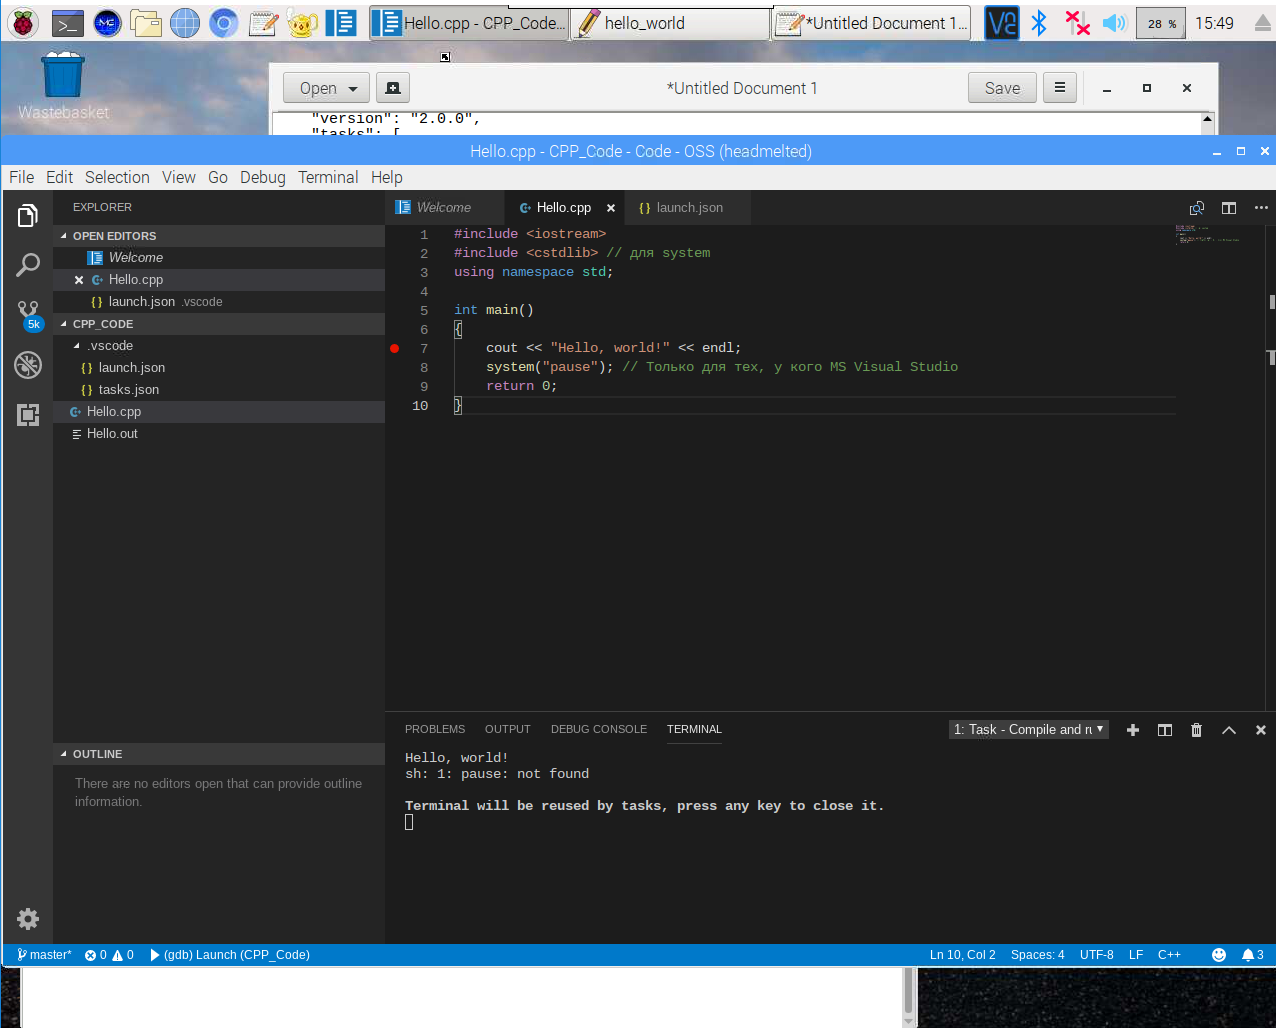 Hello.cpp - CPP_Code...
hello_world
*Untitled Document 1...
28 %
15:49
Wastebasket
Open
*Untitled Document 1
Save
"version": "2.0.0",
"tasks": [
Hello.cpp - CPP_Code - Code - OSS (headmelted)
File Edit Selection View Go Debug Terminal Help
EXPLORER
OPEN EDITORS
Welcome
Hello.cpp
launch.json .vscode
5k
CPP_CODE
.vscode
launch.json
tasks.json
Hello.cpp
Hello.out
OUTLINE
There are no editors open that can provide outline
information.
Welcome
Hello.cpp
launch.json
1 #include <iostream>
2 #include <cstdlib> // для system
3 using namespace std;
4
5 int main()
6 {
7 cout << "Hello, world!" << endl;
8 system("pause"); // Только для тех, у кого MS Visual Studio
9 return 0;
10 }
PROBLEMS OUTPUT DEBUG CONSOLE TERMINAL
1: Task - Compile and ru
Hello, world!
sh: 1: pause: not found
Terminal will be reused by tasks, press any key to close it.
master* 0 0 (gdb) Launch (CPP_Code)
Ln 10, Col 2 Spaces: 4 UTF-8 LF C++ 3